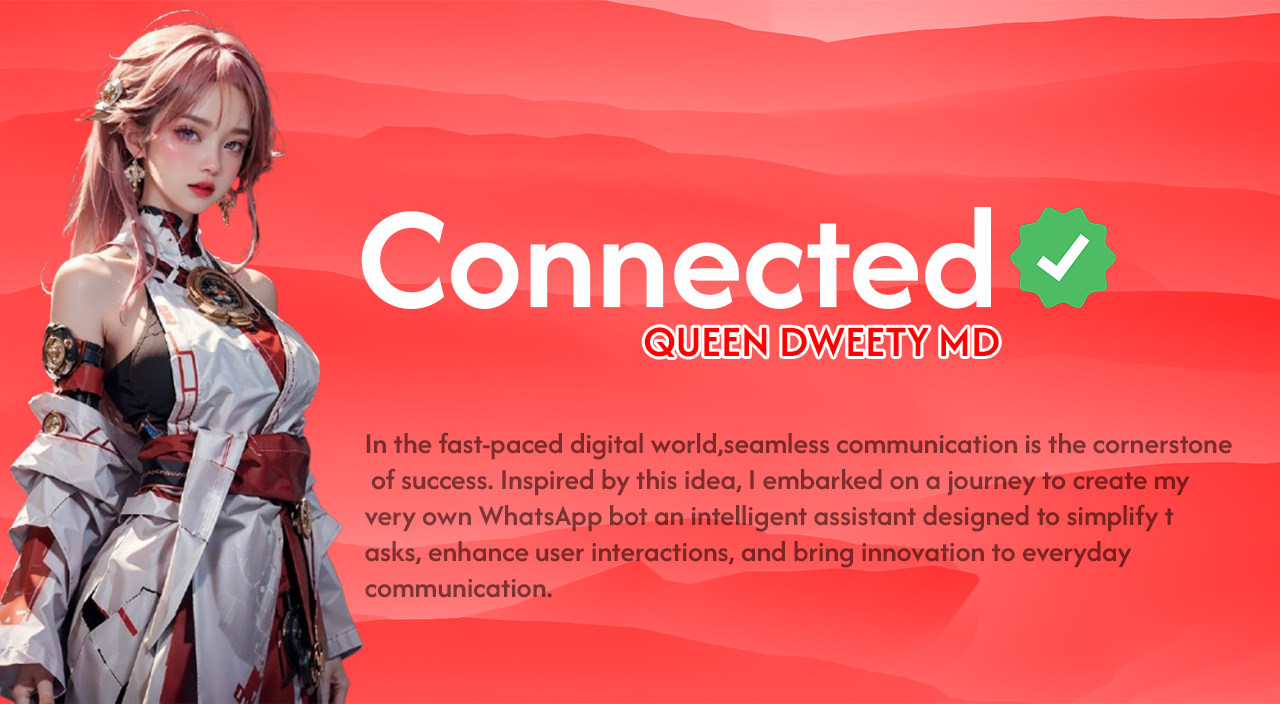 Connected
QUEEN DWEETY MD
In the fast-paced digital world,seamless communication is the cornerstone
of success. Inspired by this idea, I embarked on a journey to create my
very own WhatsApp bot an intelligent assistant designed to simplify t
asks, enhance user interactions, and bring innovation to everyday
communication.